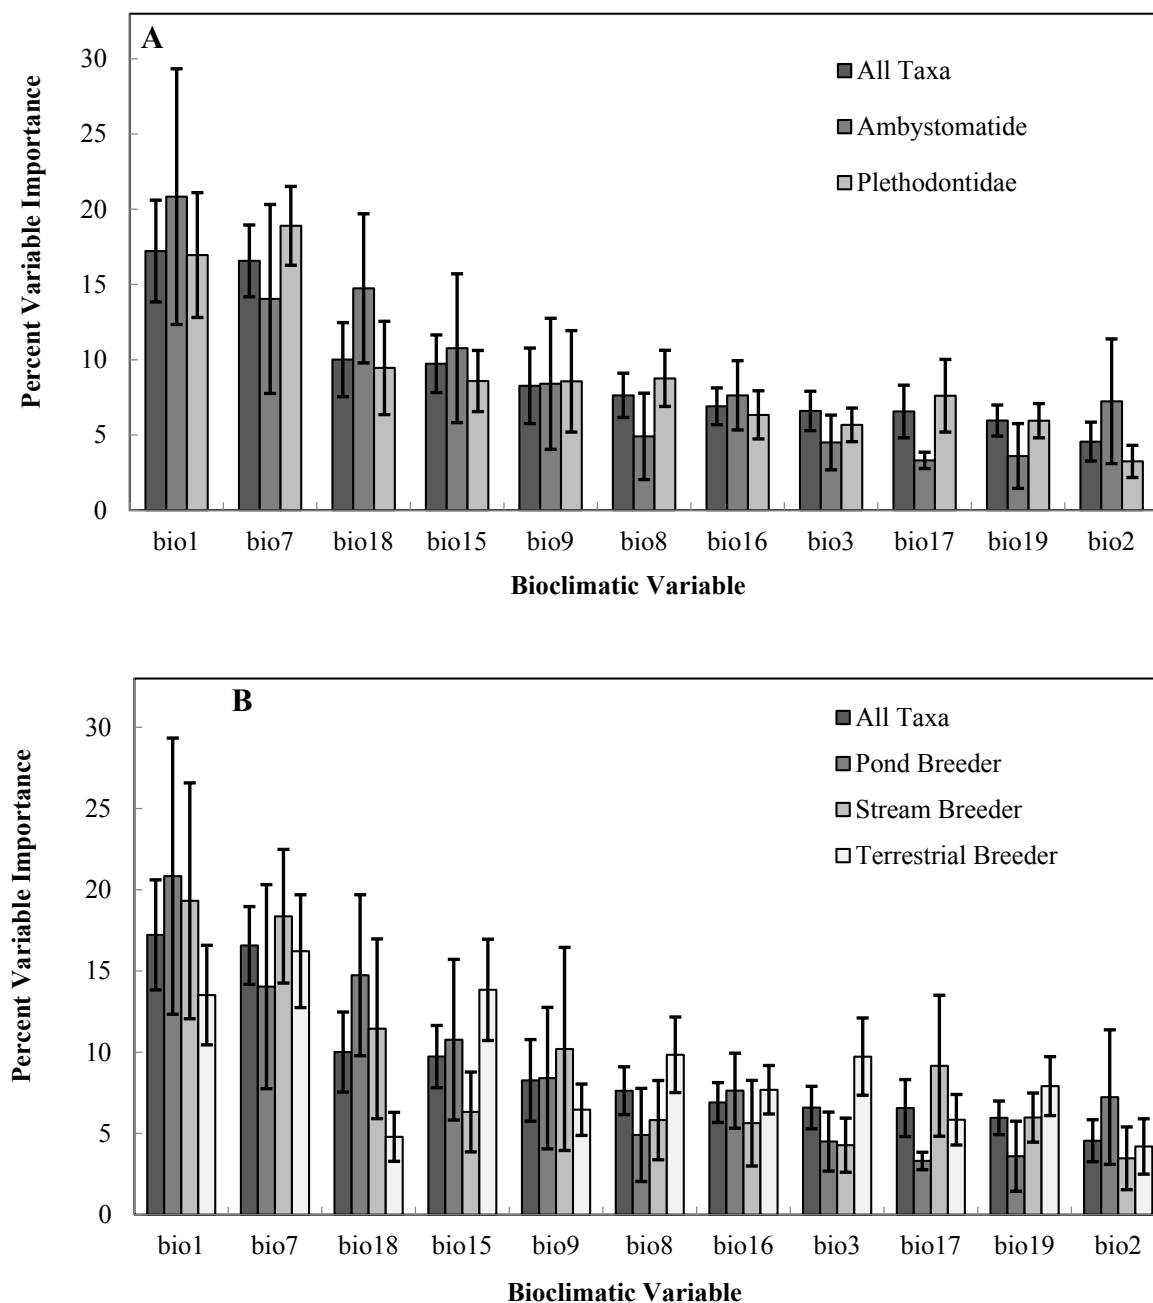 A
30
25
20
15
10
5
0
Percent Variable Importance
All Taxa
Ambystomatide
Plethodontidae
bio1 bio7 bio18 bio15 bio9 bio8 bio16 bio3 bio17 bio19 bio2
Bioclimatic Variable
B
30
25
20
15
10
5
0
Percent Variable Importance
All Taxa
Pond Breeder
Stream Breeder
Terrestrial Breeder
bio1 bio7 bio18 bio15 bio9 bio8 bio16 bio3 bio17 bio19 bio2
Bioclimatic Variable